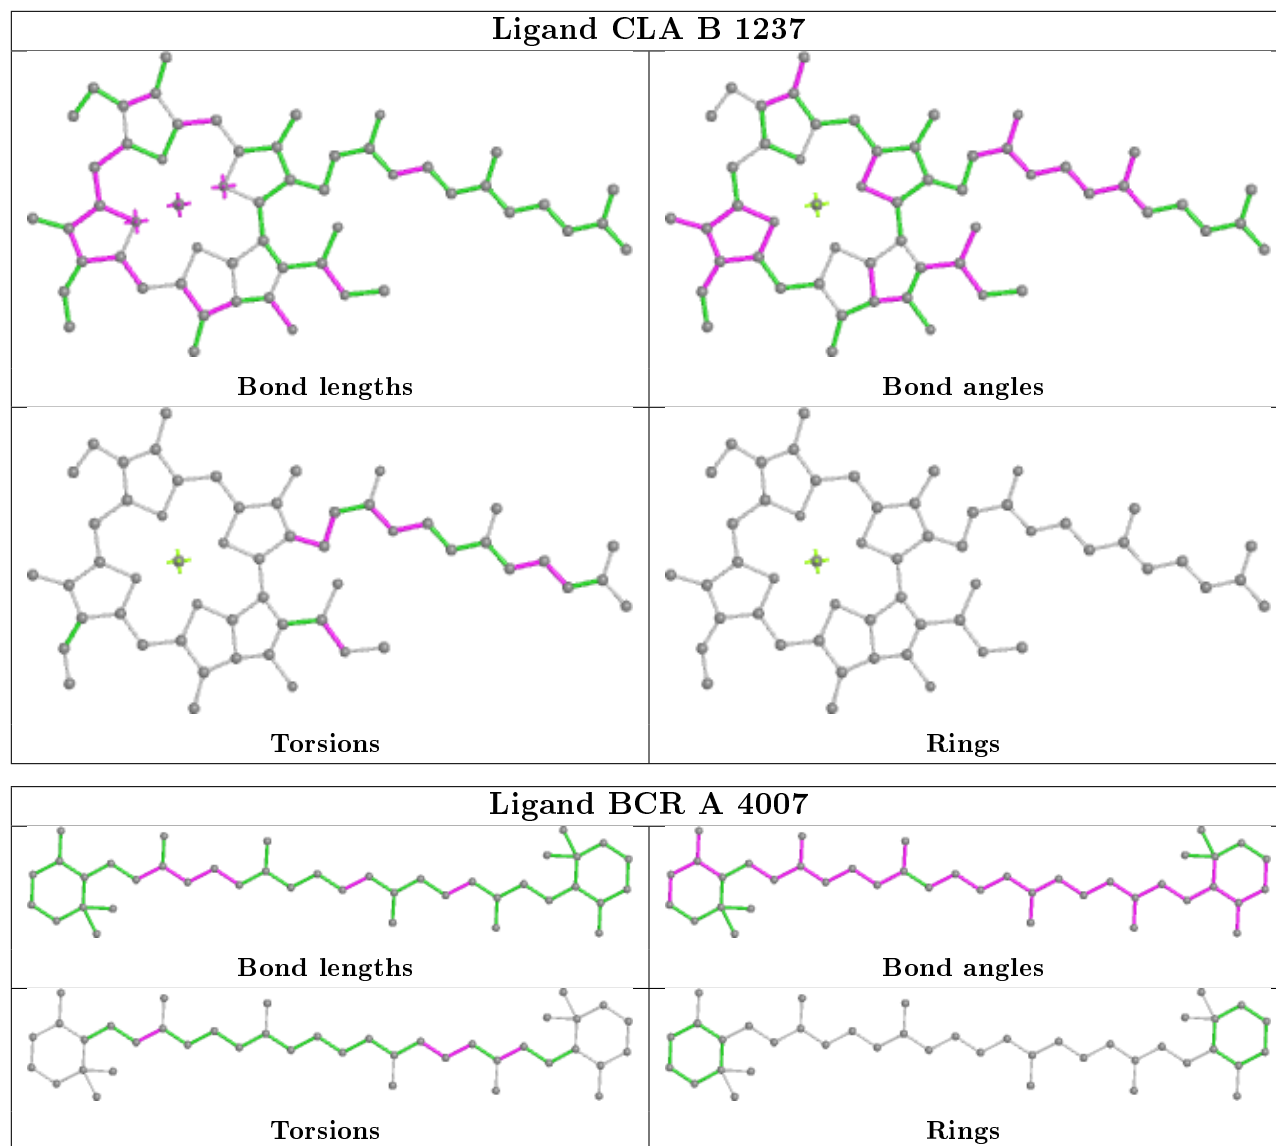 Ligand CLA B 1237
Bond lengths
Bond angles
Torsions
Rings
Ligand BCR A 4007
Bond lengths
Bond angles
Torsions
Rings